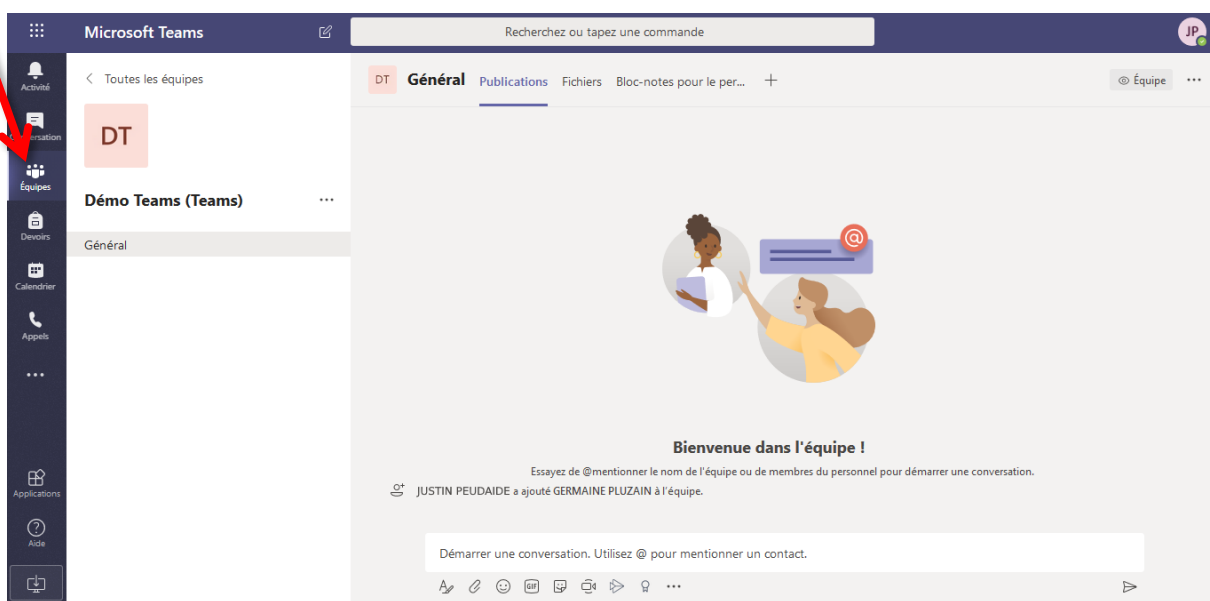 Microsoft Teams
Recherchez ou tapez une commande
JP
Activité
ersation
Équipes
Devoirs
Calendrier
Appels
Applications
Aide
Toutes les équipes
DT
Démo Teams (Teams)
Général
DT Général Publications Fichiers Bloc-notes pour le per... Équipe
@
Bienvenue dans l'équipe !
Essayez de @mentionner le nom de l'équipe ou de membres du personnel pour démarrer une conversation.
JUSTIN PEUDAIDE a ajouté GERMAINE PLUZAIN à l'équipe.
Démarrer une conversation. Utilisez @ pour mentionner un contact.
GIF